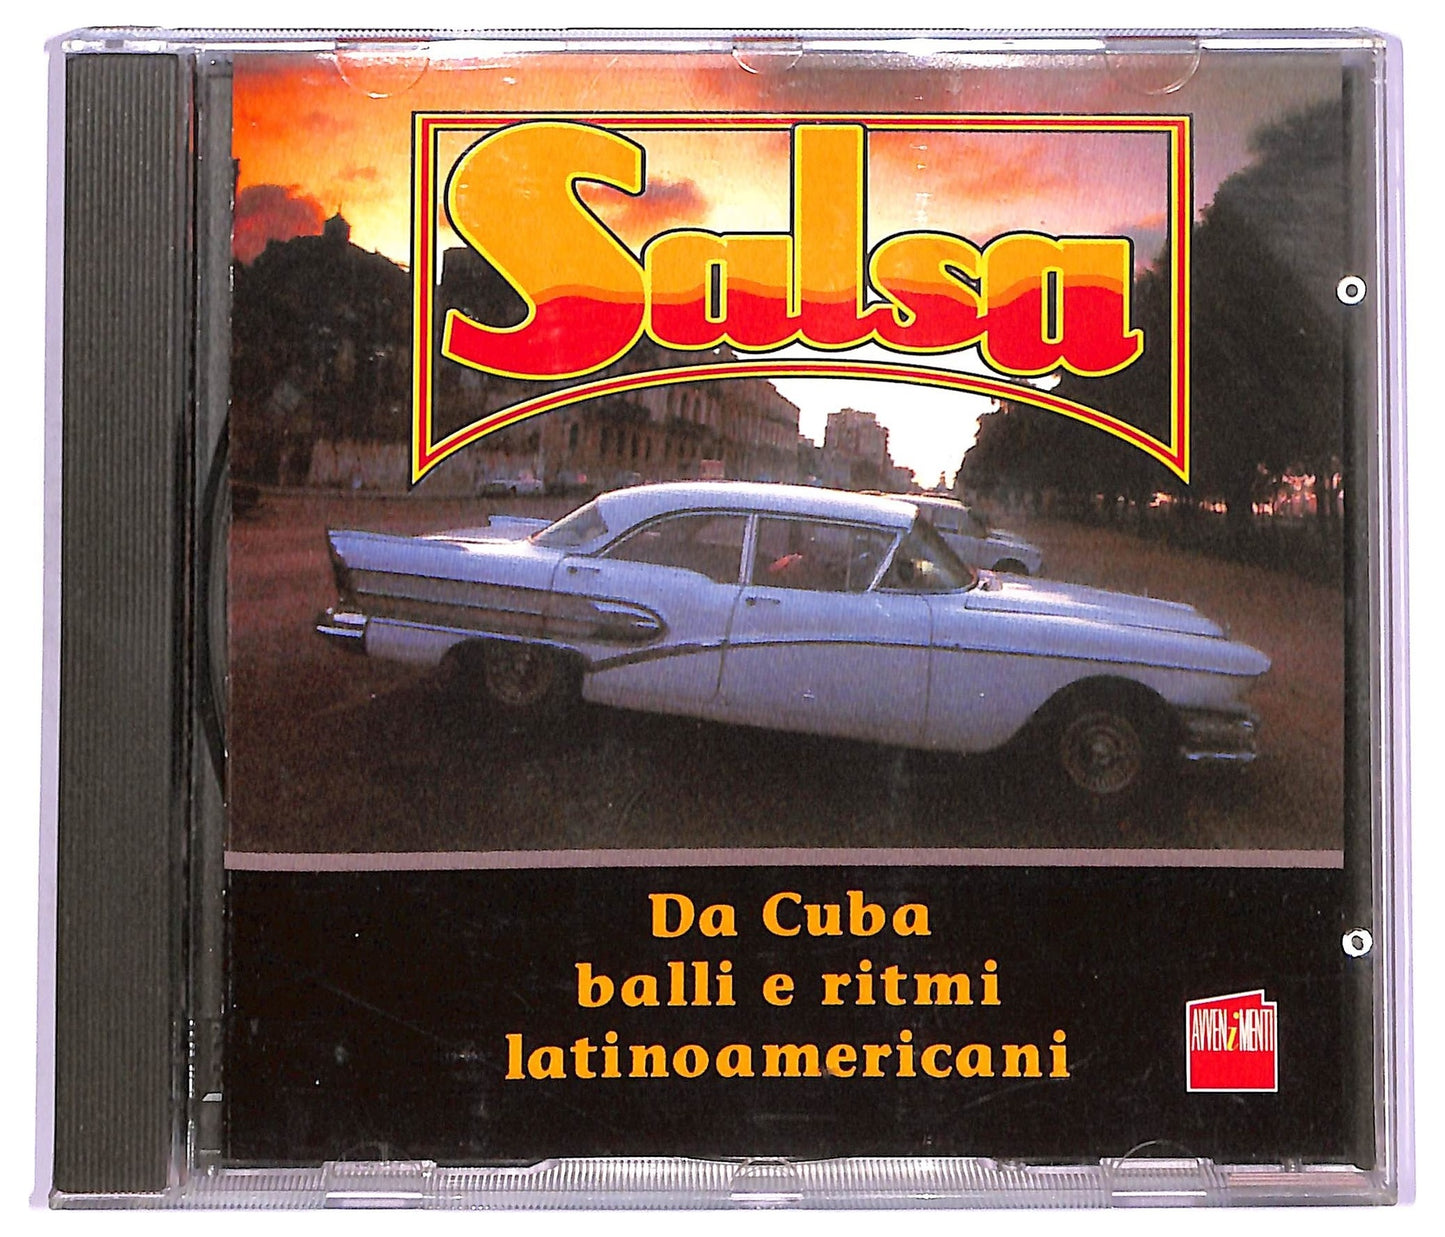 Salsa
Da Cuba
balli e ritmi
latinoamericani
AVVENiMENTI